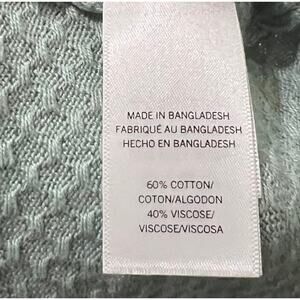 MADE IN BANGLADESH
FABRIQUÉ AU BANGLADESH
HECHO EN BANGLADESH
60% COTTON/
COTON/ALGODON
40% VISCOSE/
VISCOSE/VISCOSA